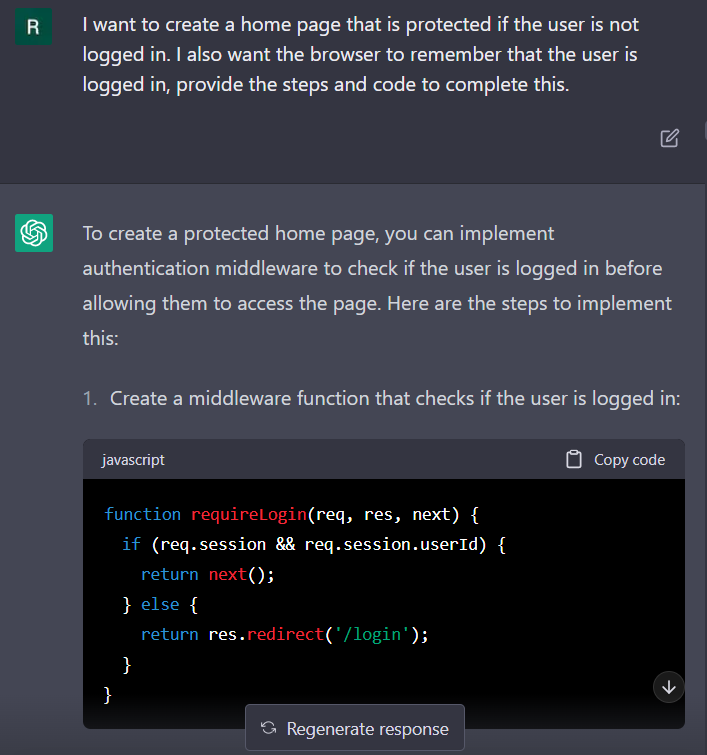 R
I want to create a home page that is protected if the user is not
logged in. I also want the browser to remember that the user is
logged in, provide the steps and code to complete this.
To create a protected home page, you can implement
authentication middleware to check if the user is logged in before
allowing them to access the page. Here are the steps to implement
this:
1. Create a middleware function that checks if the user is logged in:
javascript
Copy code
function requireLogin(req, res, next) {
  if (req.session && req.session.userId) {
    return next();
  } else {
    return res.redirect('/login');
  }
}
Regenerate response